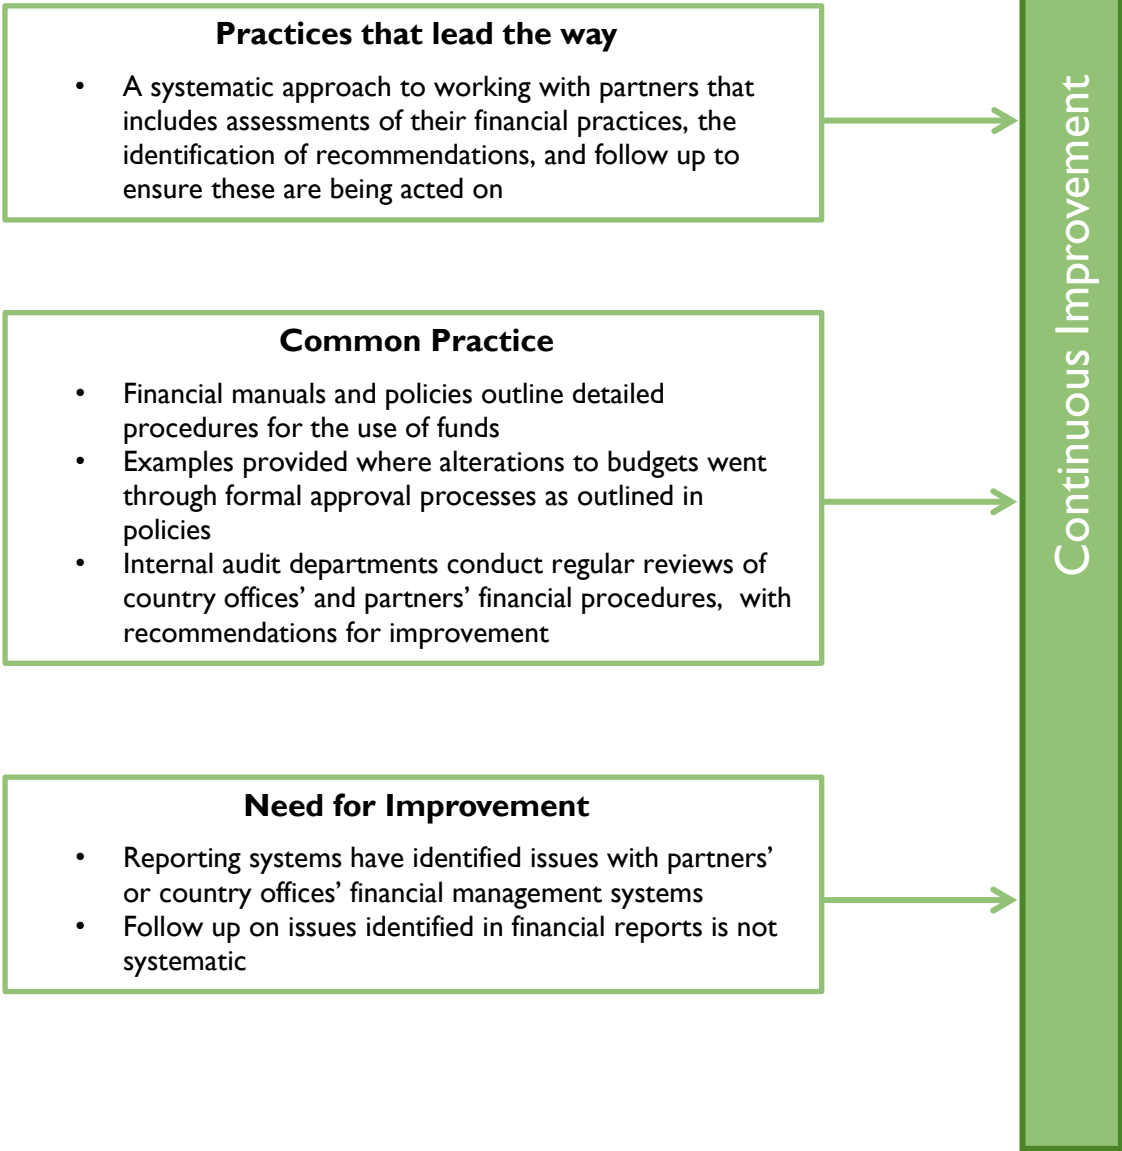 Practices that lead the way
• A systematic approach to working with partners that
includes assessments of their financial practices, the
identification of recommendations, and follow up to
ensure these are being acted on
Common Practice
• Financial manuals and policies outline detailed
procedures for the use of funds
• Examples provided where alterations to budgets went
through formal approval processes as outlined in
policies
• Internal audit departments conduct regular reviews of
country offices’ and partners’ financial procedures,  with
recommendations for improvement
Need for Improvement
• Reporting systems have identified issues with partners’
or country offices’ financial management systems
• Follow up on issues identified in financial reports is not
systematic
Continuous Improvement